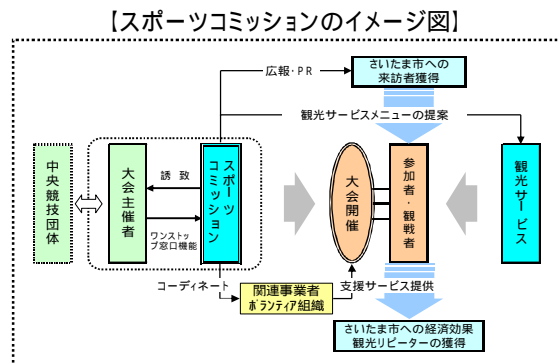 【スポーツコミッションのイメージ図】
広報・PR
さいたま市への
来訪者獲得
観光サービスメニューの提案
中央競技団体
大会主催者
誘 致
ワンストッ
プ窓口機能
スポーツ
コミッション
大会開催
参加者・観戦者
観光サービス
コーディネート
関連事業者
ボランティア組織
支援サービス提供
さいたま市への経済効果
観光リピーターの獲得